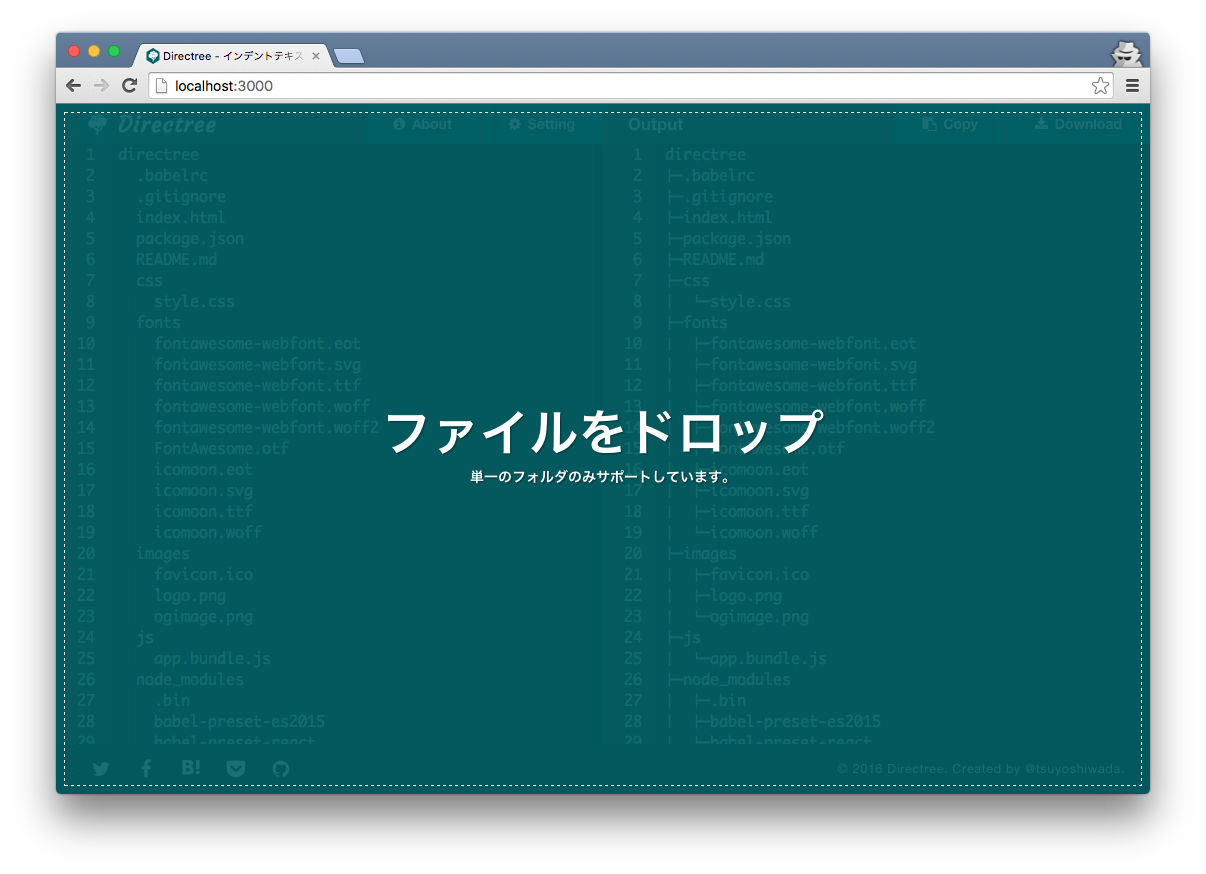 Directree - インデントテキス
localhost:3000
Directree
About
Setting
Output
Copy
Download
1 directree
2 .babelrc
3 .gitignore
4 index.html
5 package.json
6 README.md
7 css
8 style.css
9 fonts
10 fontawesome-webfont.eot
11 fontawesome-webfont.svg
12 fontawesome-webfont.ttf
13 fontawesome-webfont.woff
14 fontawesome-webfont.woff2
15 FontAwesome.otf
16 icomoon.eot
17 icomoon.svg
18 icomoon.ttf
19 icomoon.woff
20 images
21 favicon.ico
22 logo.png
23 ogimage.png
24 js
25 app.bundle.js
26 node_modules
27 .bin
28 babel-preset-es2015
29 babel-preset-react
1 directree
2 ├─.babelrc
3 ├─.gitignore
4 ├─index.html
5 ├─package.json
6 ├─README.md
7 ├─css
8 | └─style.css
9 ├─fonts
10 | ├─fontawesome-webfont.eot
11 | ├─fontawesome-webfont.svg
12 | ├─fontawesome-webfont.ttf
13 | ├─fontawesome-webfont.woff
14 | ├─fontawesome-webfont.woff2
15 | ├─FontAwesome.otf
16 | ├─icomoon.eot
17 | ├─icomoon.svg
18 | ├─icomoon.ttf
19 | └─icomoon.woff
20 ├─images
21 | ├─favicon.ico
22 | ├─logo.png
23 | └─ogimage.png
24 ├─js
25 | └─app.bundle.js
26 ├─node_modules
27 | ├─.bin
28 | ├─babel-preset-es2015
29 | ├─babel-preset-react
ファイルをドロップ
単一のフォルダのみサポートしています。
B!
© 2016 Directree. Created by @tsuyoshiwada.